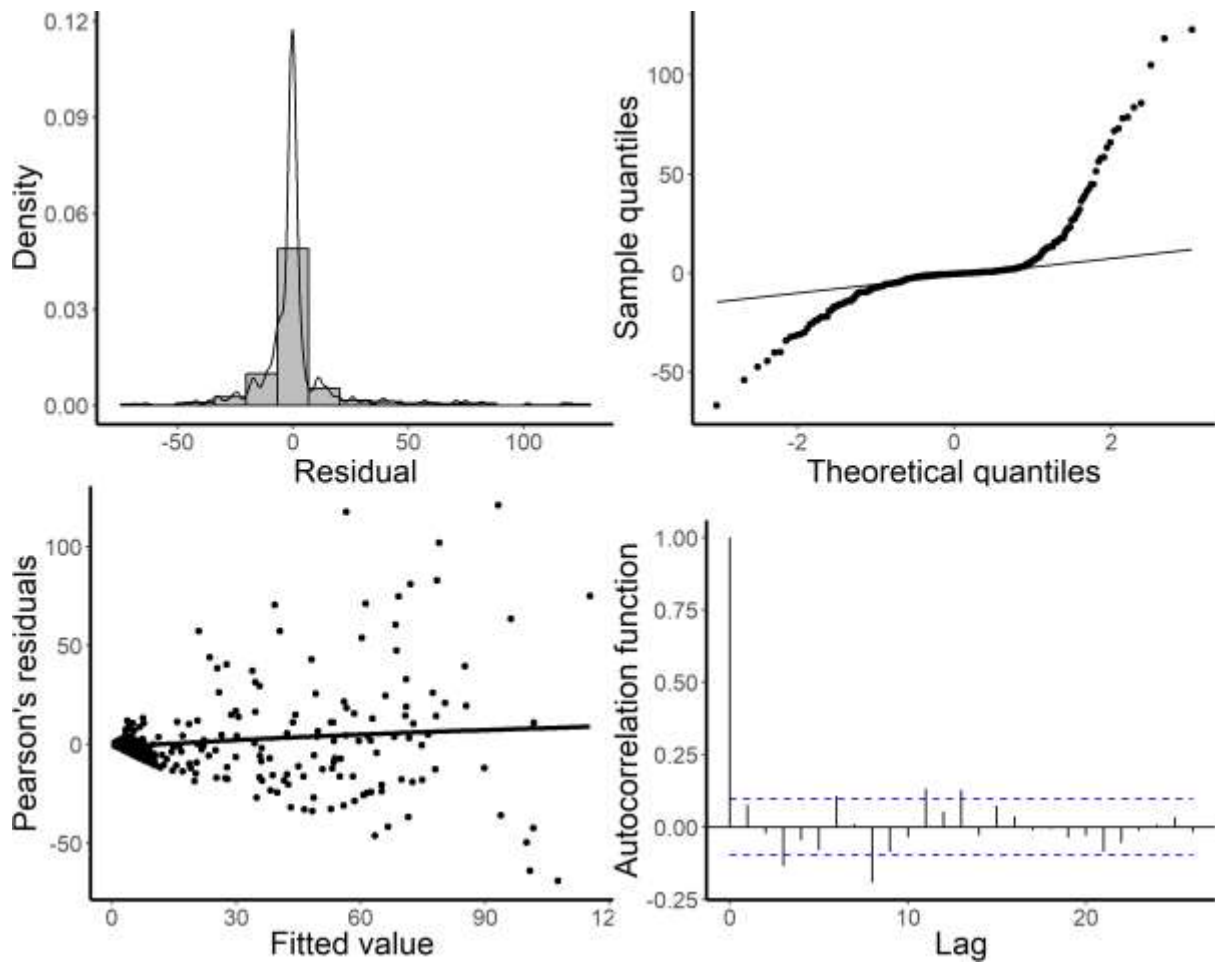 0.12
0.09
0.06
0.03
0.00
Density
-50 0 50 100
Residual
100
50
0
-50
Sample quantiles
-2 0 2
Theoretical quantiles
100
50
0
-50
Pearson's residuals
0 30 60 90 12
Fitted value
1.00
0.75
0.50
0.25
0.00
-0.25
Autocorrelation function
0 10 20
Lag